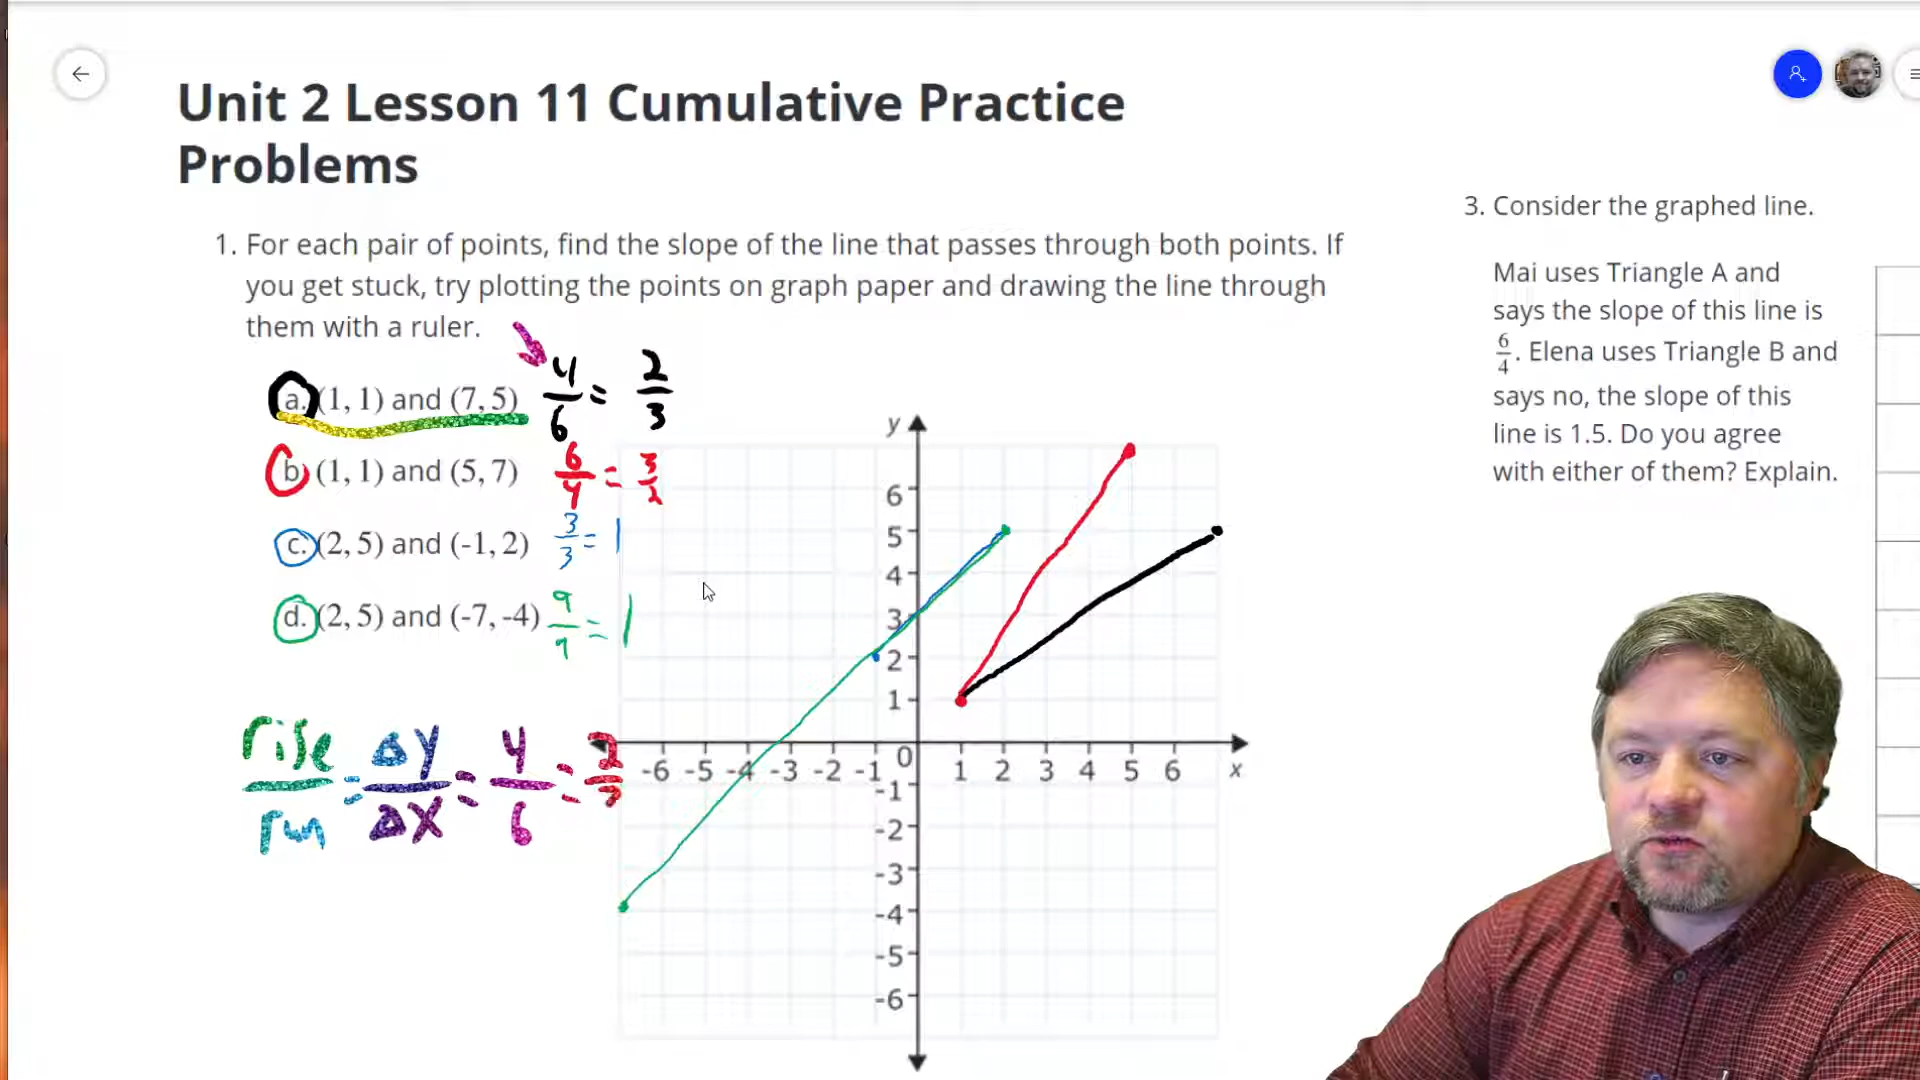 Unit 2 Lesson 11 Cumulative Practice
Problems
1. For each pair of points, find the slope of the line that passes through both points. If
you get stuck, try plotting the points on graph paper and drawing the line through
them with a ruler.
a. (1, 1) and (7, 5) 4/6 = 2/3
b. (1, 1) and (5, 7) 6/4 = 3/2
c. (2, 5) and (-1, 2) 3/3 = 1
d. (2, 5) and (-7, -4) 9/9 = 1
rise/run = Δy/Δx = 4/6 = 2/3
y
6
5
4
3
2
1
0
-6 -5 -4 -3 -2 -1 1 2 3 4 5 6 x
-1
-2
-3
-4
-5
-6
3. Consider the graphed line.
Mai uses Triangle A and
says the slope of this line is
6/4. Elena uses Triangle B and
says no, the slope of this
line is 1.5. Do you agree
with either of them? Explain.